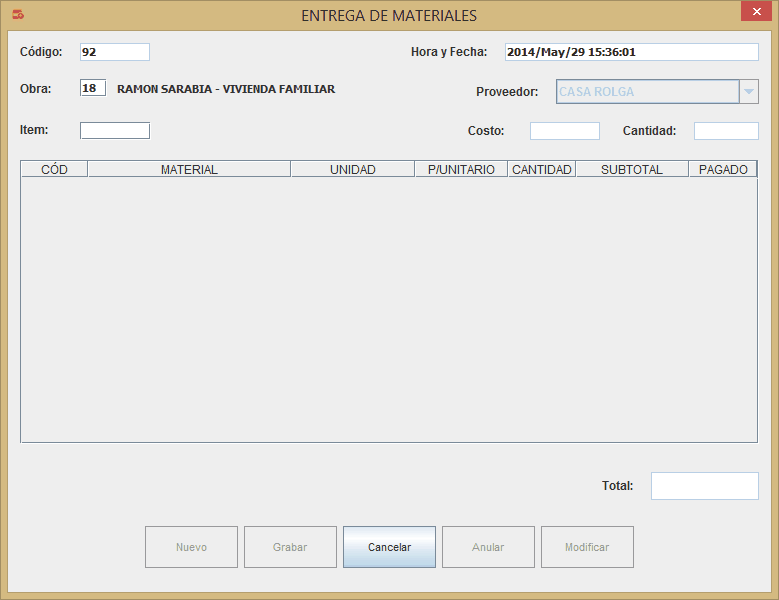 ENTREGA DE MATERIALES
Código: 92 Hora y Fecha: 2014/May/29 15:36:01
Obra: 18 RAMON SARABIA - VIVIENDA FAMILIAR Proveedor: CASA ROLGA
Item: Costo: Cantidad:
CÓD MATERIAL UNIDAD P/UNITARIO CANTIDAD SUBTOTAL PAGADO
Total:
Nuevo Grabar Cancelar Anular Modificar